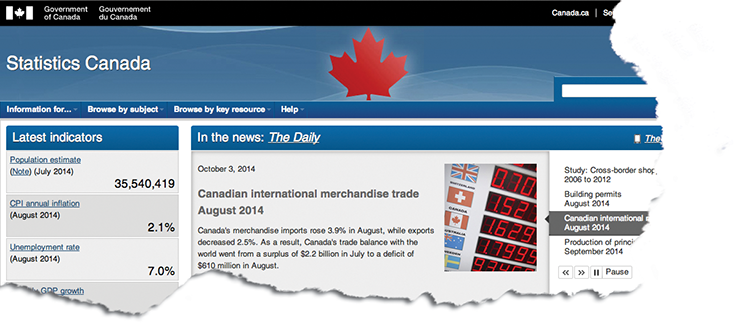 Government of Canada
Gouvernement du Canada
Canada.ca
Statistics Canada
Information for...
Browse by subject
Browse by key resource
Help
Latest indicators
Population estimate
(Note) (July 2014)
35,540,419
CPI annual inflation
(August 2014)
2.1%
Unemployment rate
(August 2014)
7.0%
GDP growth
In the news: The Daily
October 3, 2014
Canadian international merchandise trade
August 2014
Canada's merchandise imports rose 3.9% in August, while exports
decreased 2.5%. As a result, Canada's trade balance with the
world went from a surplus of $2.2 billion in July to a deficit of
$610 million in August.
SWITZERLAND
CANADA
AUSTRALIA
0.70
1.52
1.629
1.7999
The
Study: Cross-border shop
2006 to 2012
Building permits
August 2014
Canadian international
August 2014
Production of princi
September 2014
Pause